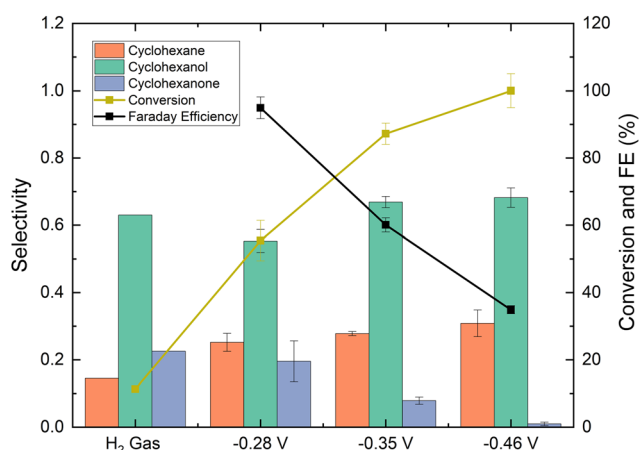 1.2
1.0
0.8
0.6
0.4
0.2
0.0
Selectivity
Cyclohexane
Cyclohexanol
Cyclohexanone
Conversion
Faraday Efficiency
120
100
80
60
40
20
0
Conversion and FE (%)
H₂ Gas
-0.28 V
-0.35 V
-0.46 V